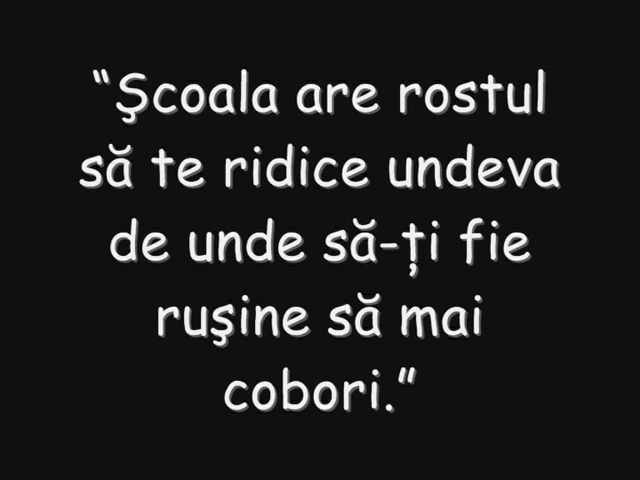 “Şcoala are rostul
să te ridice undeva
de unde să-ți fie
ruşine să mai
cobori.”